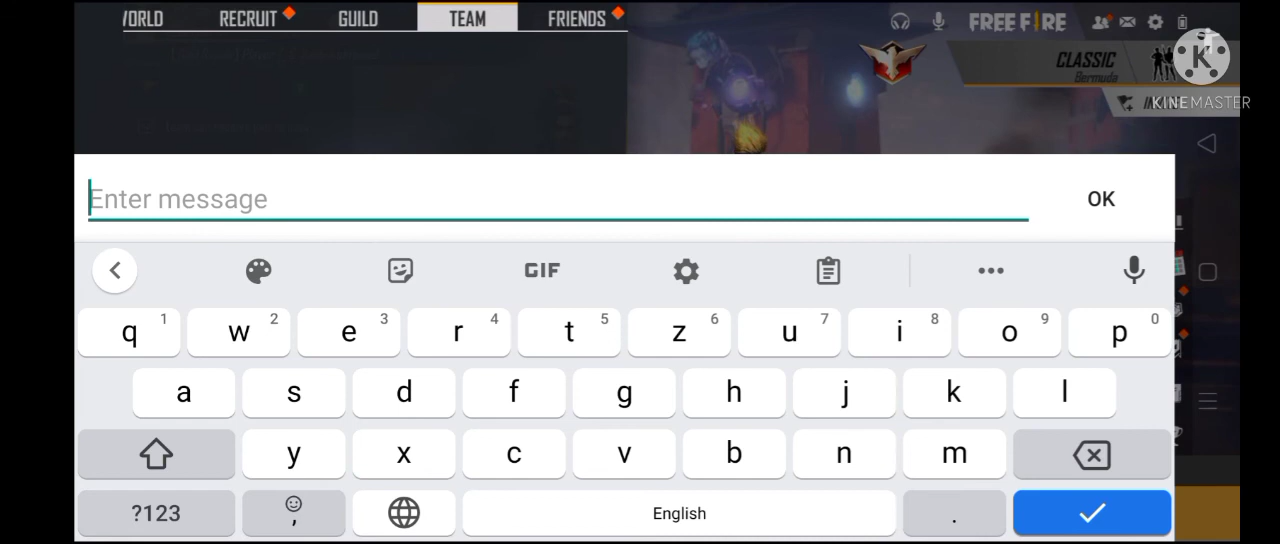 /ORLD RECRUIT GUILD TEAM FRIENDS
FREE FIRE
CLASSIC
Bermuda
KINEMASTER
Enter message
OK
GIF
q 1 w 2 e 3 r 4 t 5 z 6 u 7 i 8 o 9 p 0
a s d f g h j k l
y x c v b n m
?123 , English .